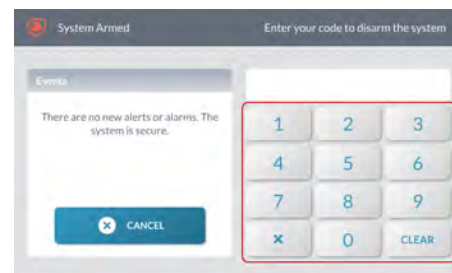 System Armed
Enter your code to disarm the system
Events
There are no new alerts or alarms. The
system is secure.
CANCEL
1 2 3
4 5 6
7 8 9
× 0 CLEAR